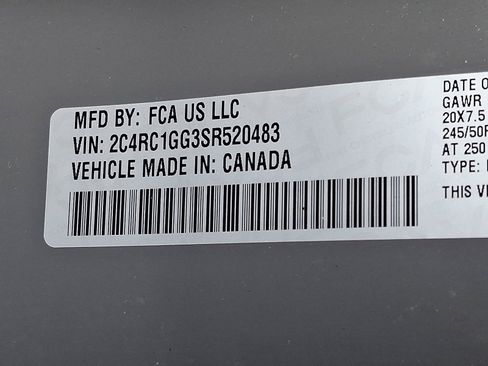 MFD BY: FCA US LLC
VIN: 2C4RC1GG3SR520483
VEHICLE MADE IN: CANADA
DATE O
GAWR
20X7.5
245/50R
AT 250
TYPE:
THIS VE